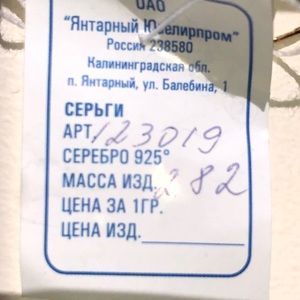 ОАО
"Янтарный Ювелирпром"
Россия 238580
Калининградская обл.
п. Янтарный, ул. Балебина, 1
СЕРЬГИ
АРТ. 123019
СЕРЕБРО 925°
МАССА ИЗД. 2 82
ЦЕНА ЗА 1ГР.
ЦЕНА ИЗД.